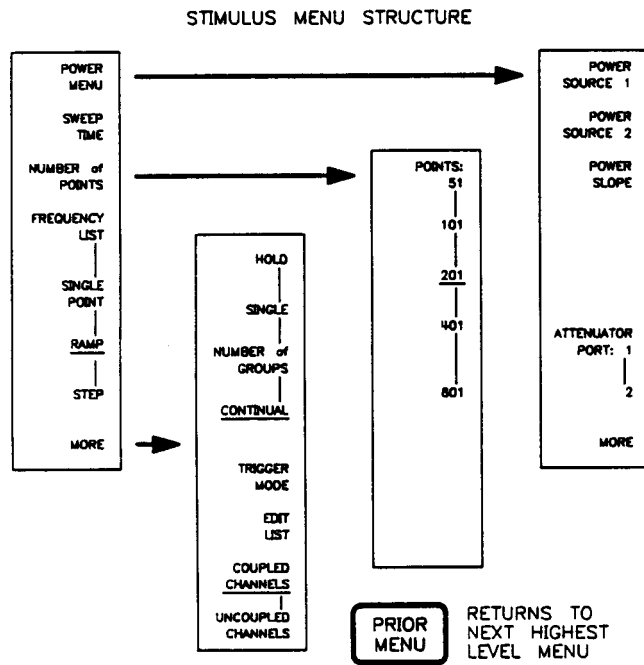 STIMULUS MENU STRUCTURE
POWER
MENU
SWEEP
TIME
NUMBER of
POINTS
FREQUENCY
LIST
SINGLE
POINT
RAMP
STEP
MORE
HOLD
SINGLE
NUMBER of
GROUPS
CONTINUAL
TRIGGER
MODE
EDIT
LIST
COUPLED
CHANNELS
UNCOUPLED
CHANNELS
POINTS:
51
101
201
401
801
POWER
SOURCE 1
POWER
SOURCE 2
POWER
SLOPE
ATTENUATOR
PORT: 1
2
MORE
PRIOR
MENU
RETURNS TO
NEXT HIGHEST
LEVEL MENU